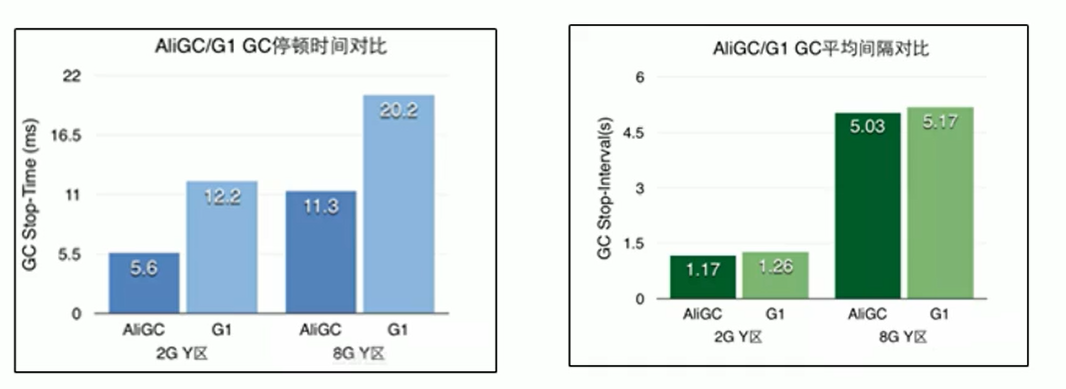 AliGC/G1 GC停顿时间对比
GC Stop-Time (ms)
22
16.5
11
5.5
0
5.6
12.2
11.3
20.2
AliGC G1 AliGC G1
2G Y区 8G Y区
AliGC/G1 GC平均间隔对比
GC Stop-Interval(s)
6
4.5
3
1.5
0
1.17
1.26
5.03
5.17
AliGC G1 AliGC G1
2G Y区 8G Y区